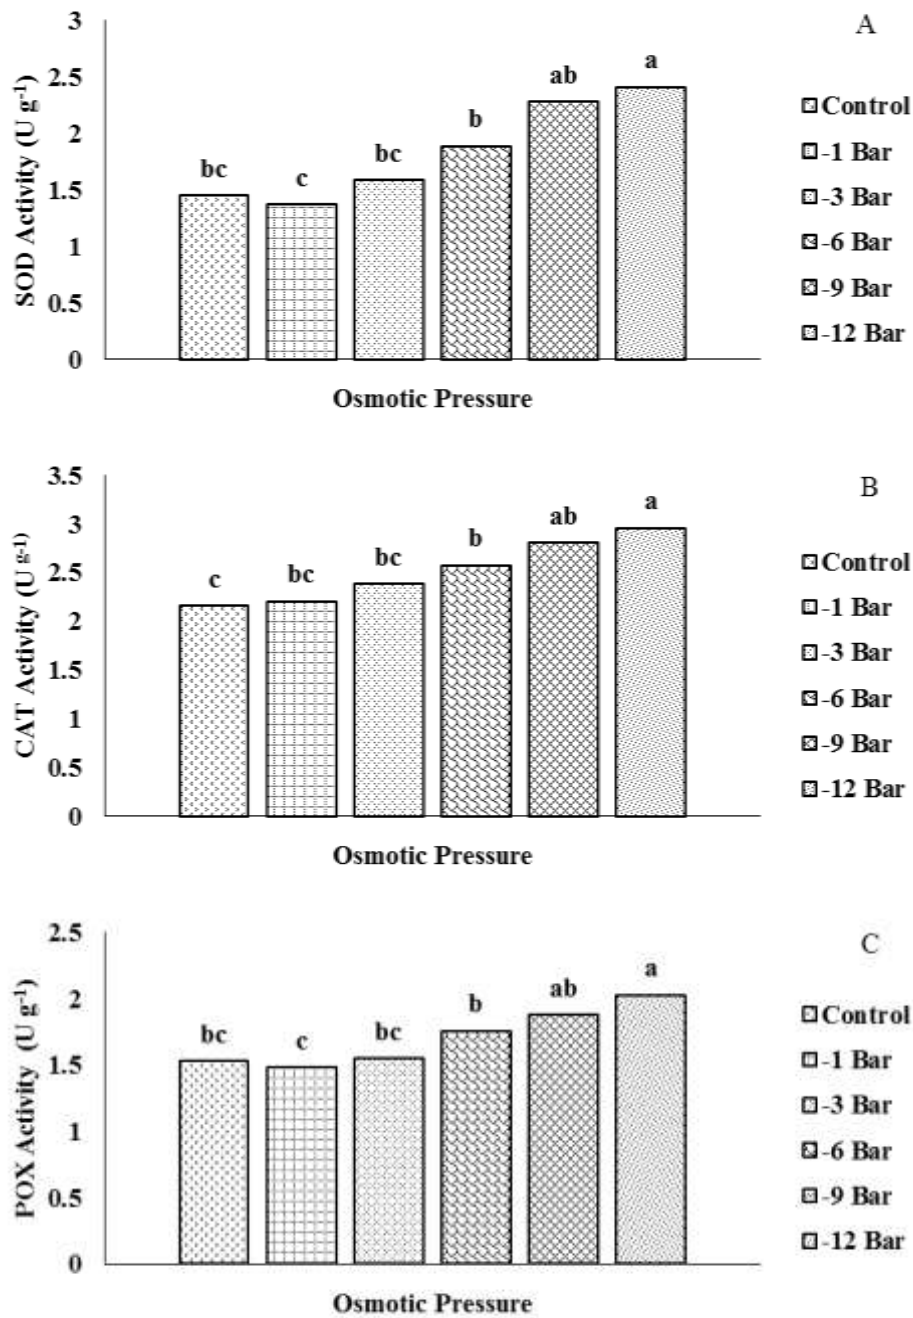 A
3
2.5
2
1.5
1
0.5
0
SOD Activity (U g-1)
bc
c
bc
b
ab
a
Control
-1 Bar
-3 Bar
-6 Bar
-9 Bar
-12 Bar
Osmotic Pressure
B
3.5
3
2.5
2
1.5
1
0.5
0
CAT Activity (U g-1)
c
bc
bc
b
ab
a
Control
-1 Bar
-3 Bar
-6 Bar
-9 Bar
-12 Bar
Osmotic Pressure
C
2.5
2
1.5
1
0.5
0
POX Activity (U g-1)
bc
c
bc
b
ab
a
Control
-1 Bar
-3 Bar
-6 Bar
-9 Bar
-12 Bar
Osmotic Pressure